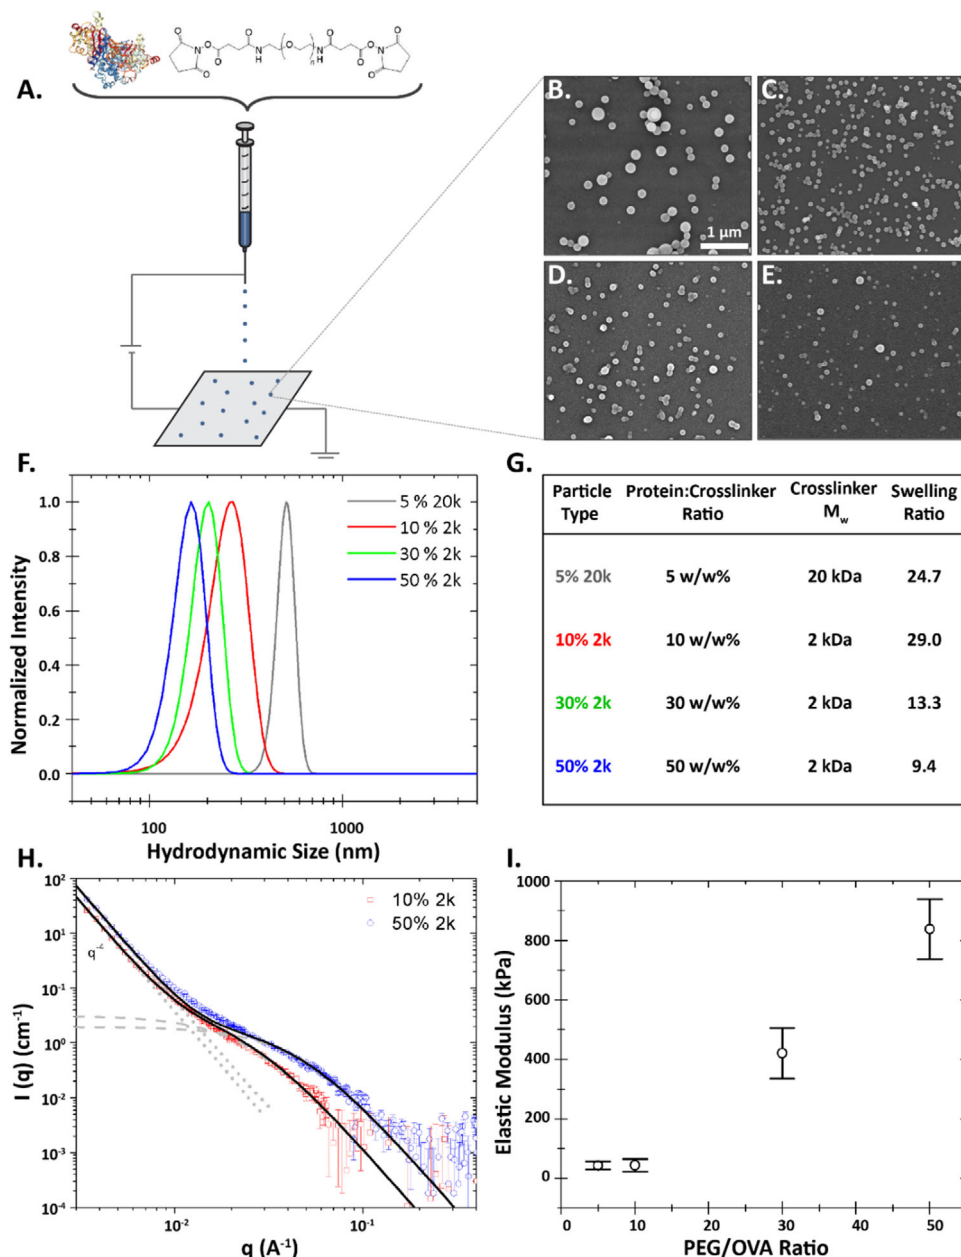 A.
O
O
N
O
O
O
O
N
H
O
n
NH
O
O
O
O
N
O
B.
1 μm
C.
D.
E.
F.
Normalized Intensity
1.0
0.8
0.6
0.4
0.2
0.0
5 % 20k
10 % 2k
30 % 2k
50 % 2k
100 1000
Hydrodynamic Size (nm)
G.
Particle Type Protein:Crosslinker Ratio Crosslinker Mw Swelling Ratio
5% 20k 5 w/w% 20 kDa 24.7
10% 2k 10 w/w% 2 kDa 29.0
30% 2k 30 w/w% 2 kDa 13.3
50% 2k 50 w/w% 2 kDa 9.4
H.
I (q) (cm⁻¹)
10²
10¹
10⁻¹
10⁰
10⁻²
10⁻³
10⁻⁴
10% 2k
50% 2k
10⁻² 10⁻¹
q (A⁻¹)
I.
Elastic Modulus (kPa)
1000
800
600
400
200
0
0 10 20 30 40 50
PEG/OVA Ratio